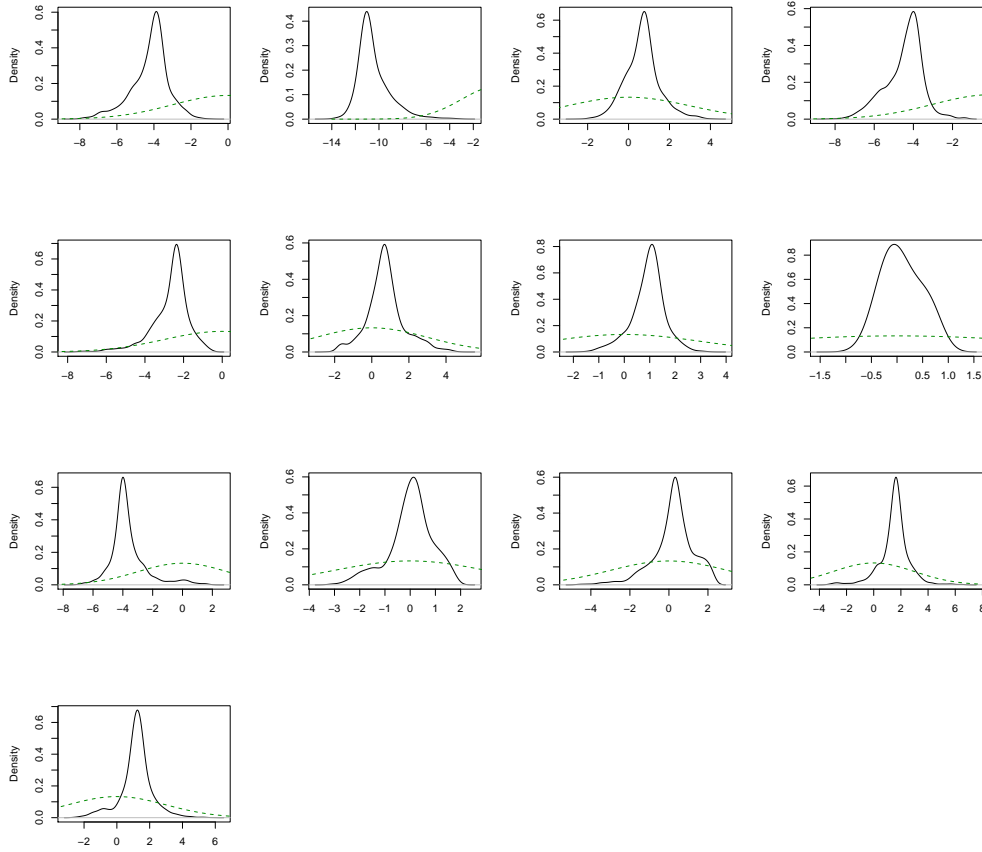 Density
0.0 0.2 0.4 0.6
−8 −6 −4 −2 0
Density
0.0 0.1 0.2 0.3 0.4
−14 −10 −6 −4 −2
Density
0.0 0.2 0.4 0.6
−2 0 2 4
Density
0.0 0.2 0.4 0.6
−8 −6 −4 −2
Density
0.0 0.2 0.4 0.6
−8 −6 −4 −2 0
Density
0.0 0.2 0.4 0.6
−2 0 2 4
Density
0.0 0.2 0.4 0.6 0.8
−2 −1 0 1 2 3 4
Density
0.0 0.2 0.4 0.6 0.8
−1.5 −0.5 0.5 1.0 1.5
Density
0.0 0.2 0.4 0.6
−8 −6 −4 −2 0 2
Density
0.0 0.2 0.4 0.6
−4 −3 −2 −1 0 1 2
Density
0.0 0.2 0.4 0.6
−4 −2 0 2
Density
0.0 0.2 0.4 0.6
−4 −2 0 2 4 6 8
Density
0.0 0.2 0.4 0.6
−2 0 2 4 6